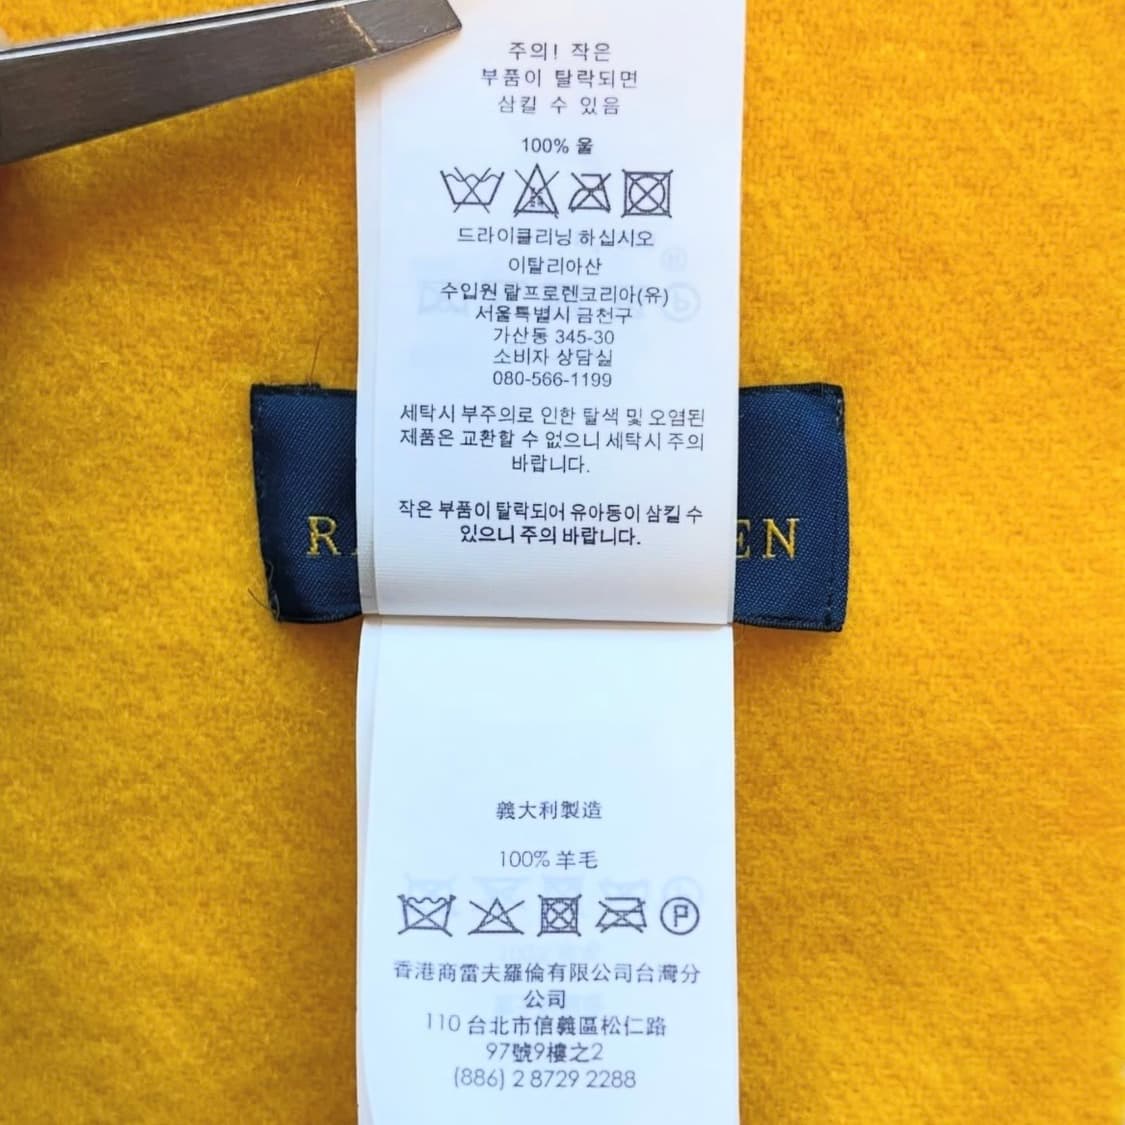 주의! 작은
부품이 탈락되면
삼킬 수 있음
100% 울
드라이클리닝 하십시오
이탈리아산
수입원 랄프로렌코리아(유)
서울특별시 금천구
가산동 345-30
소비자 상담실
080-566-1199
세탁시 부주의로 인한 탈색 및 오염된
제품은 교환할 수 없으니 세탁시 주의
바랍니다.
작은 부품이 탈락되어 유아동이 삼킬 수
있으니 주의 바랍니다.
R EN
義大利製造
100% 羊毛
P
香港商雷夫羅倫有限公司台灣分
公司
110 台北市信義區松仁路
97號9樓之2
(886) 2 8729 2288